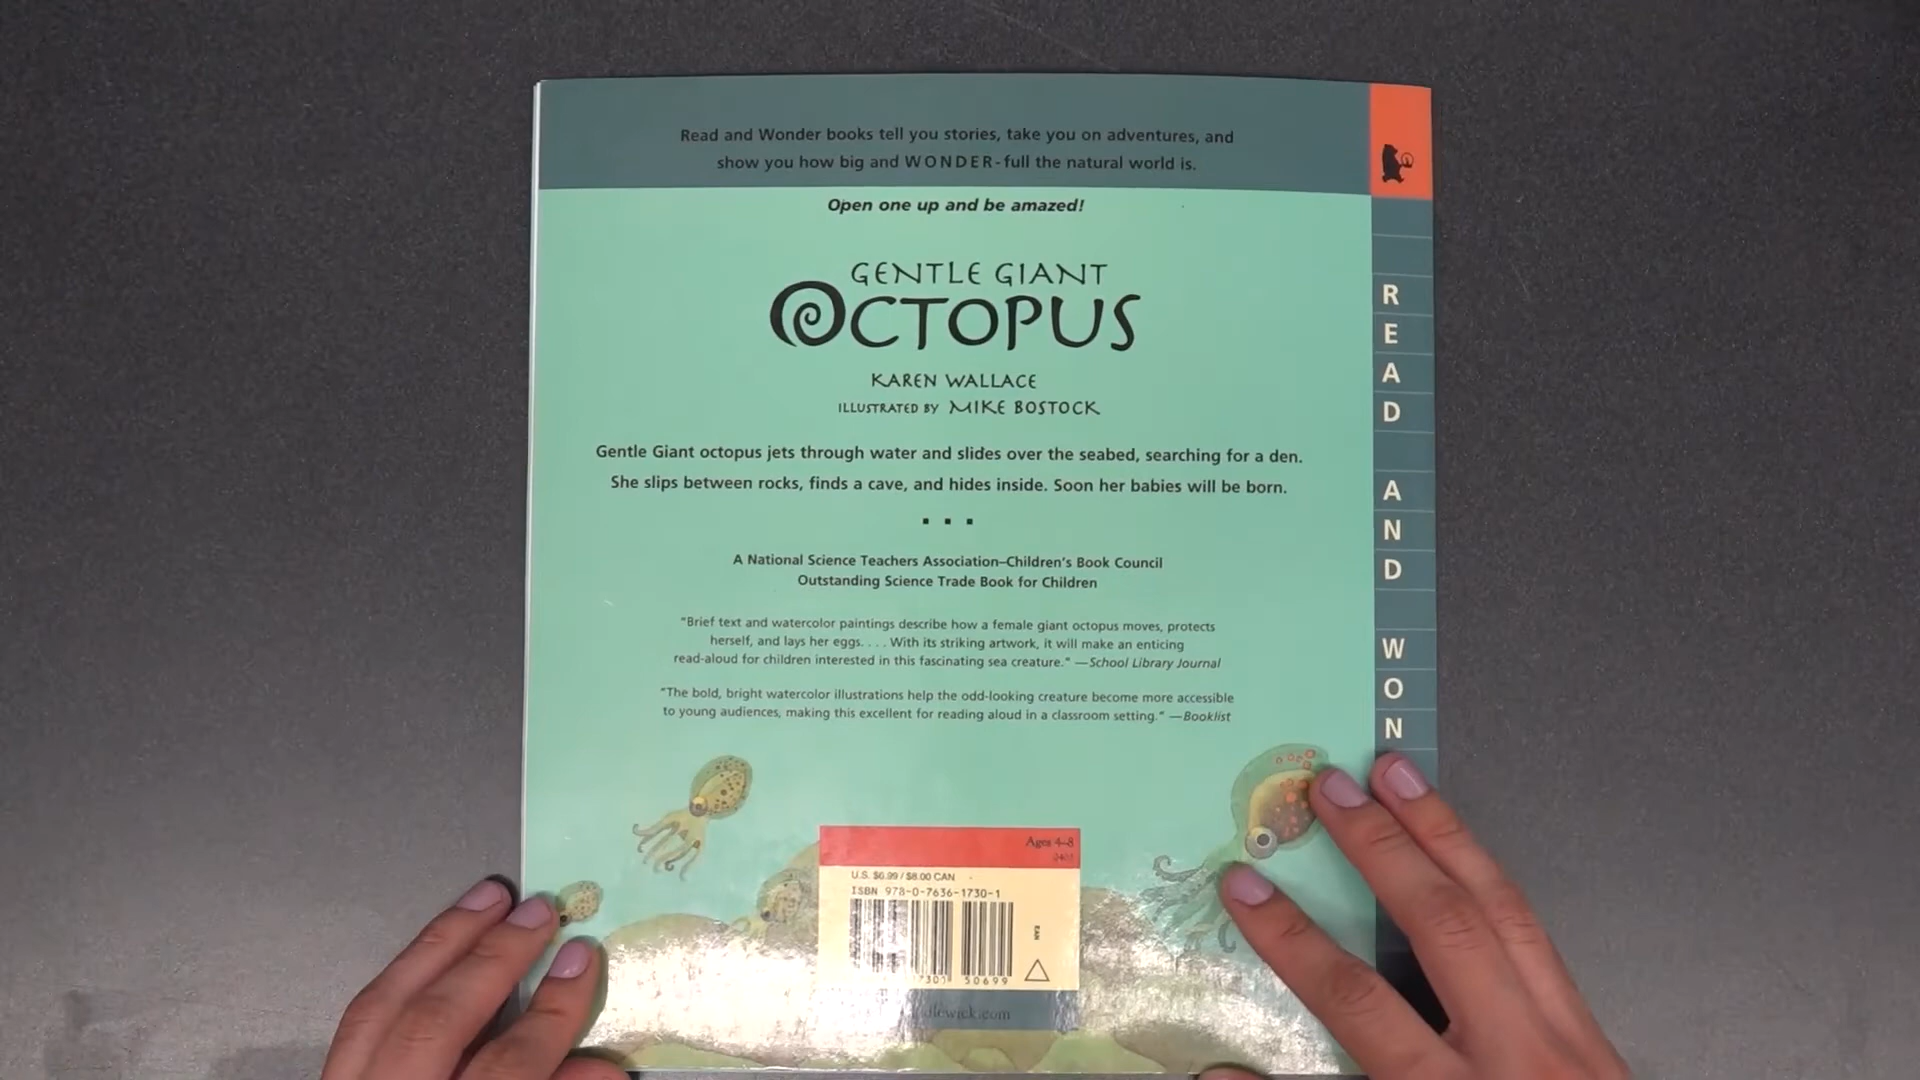 Read and Wonder books tell you stories, take you on adventures, and
show you how big and WONDER-full the natural world is.
Open one up and be amazed!
GENTLE GIANT
OCTOPUS
KAREN WALLACE
ILLUSTRATED BY MIKE BOSTOCK
Gentle Giant octopus jets through water and slides over the seabed, searching for a den.
She slips between rocks, finds a cave, and hides inside. Soon her babies will be born.
A National Science Teachers Association–Children's Book Council
Outstanding Science Trade Book for Children
"Brief text and watercolor paintings describe how a female giant octopus moves, protects
herself, and lays her eggs. . . . With its striking artwork, it will make an enticing
read-aloud for children interested in this fascinating sea creature." —School Library Journal
"The bold, bright watercolor illustrations help the odd-looking creature become more accessible
to young audiences, making this excellent for reading aloud in a classroom setting." —Booklist
Ages 4–8
U.S. $6.99 / $8.00 CAN
ISBN 978-0-7636-1730-1
EAN
50699
READ AND WON